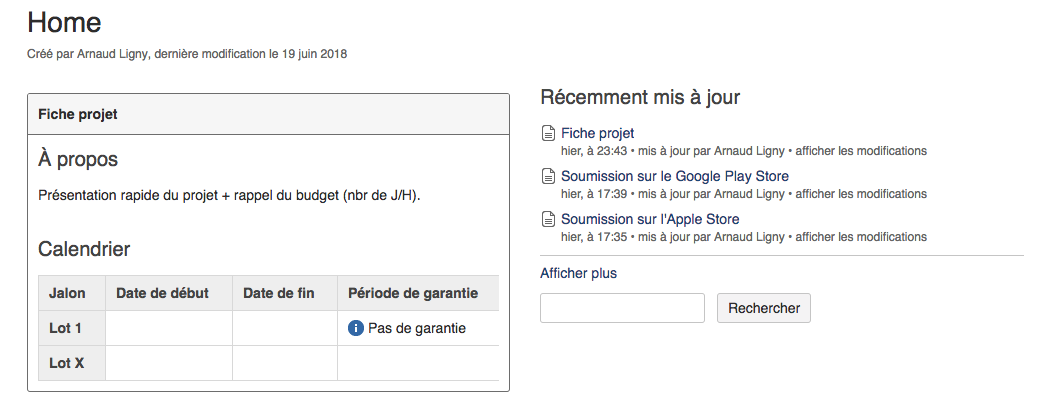 Home
Créé par Arnaud Ligny, dernière modification le 19 juin 2018
Fiche projet
À propos
Présentation rapide du projet + rappel du budget (nbr de J/H).
Calendrier
Jalon Date de début Date de fin Période de garantie
Lot 1 Pas de garantie
Lot X
Récemment mis à jour
Fiche projet
hier, à 23:43 • mis à jour par Arnaud Ligny • afficher les modifications
Soumission sur le Google Play Store
hier, à 17:39 • mis à jour par Arnaud Ligny • afficher les modifications
Soumission sur l'Apple Store
hier, à 17:35 • mis à jour par Arnaud Ligny • afficher les modifications
Afficher plus
Rechercher